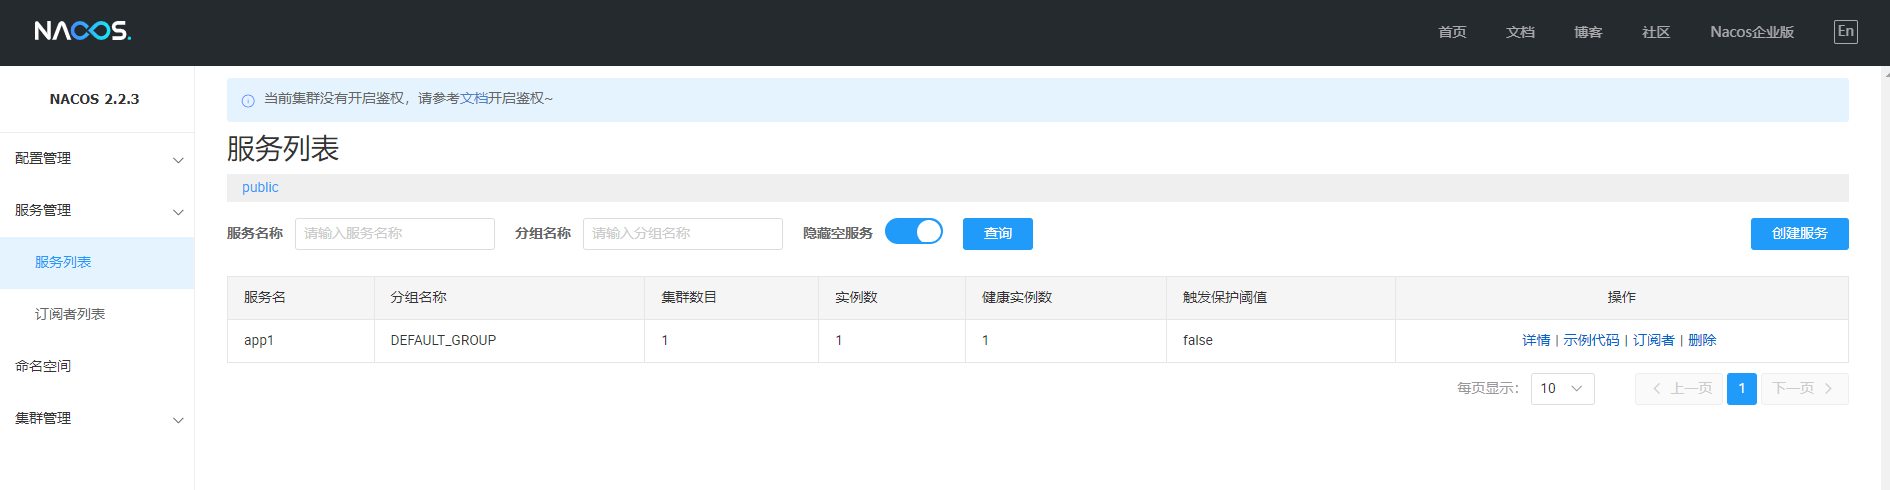 NACOS.
首页 文档 博客 社区 Nacos企业版 En
NACOS 2.2.3
配置管理
服务管理
服务列表
订阅者列表
命名空间
集群管理
当前集群没有开启鉴权，请参考文档开启鉴权~
服务列表
public
服务名称 请输入服务名称 分组名称 请输入分组名称 隐藏空服务 查询 创建服务
服务名 分组名称 集群数目 实例数 健康实例数 触发保护阈值 操作
app1 DEFAULT_GROUP 1 1 1 false 详情 | 示例代码 | 订阅者 | 删除
每页显示： 10 上一页 1 下一页